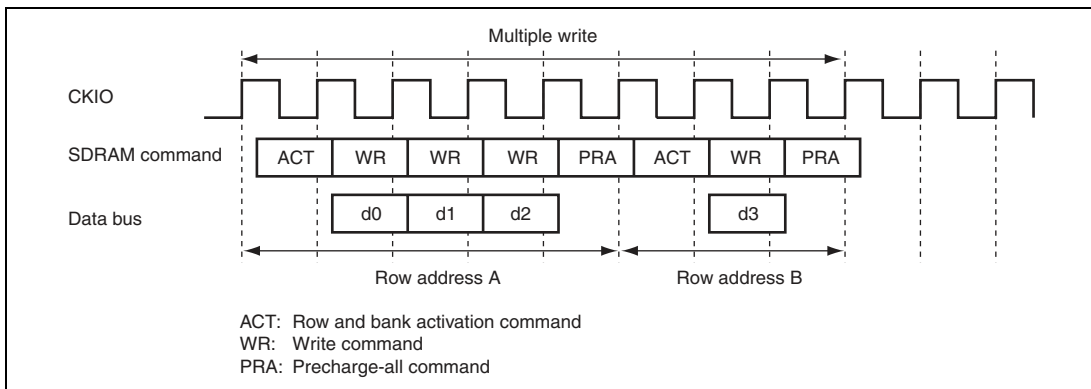 Multiple write
CKIO
SDRAM command ACT WR WR WR PRA ACT WR PRA
Data bus d0 d1 d2 d3
Row address A Row address B
ACT: Row and bank activation command
WR: Write command
PRA: Precharge-all command